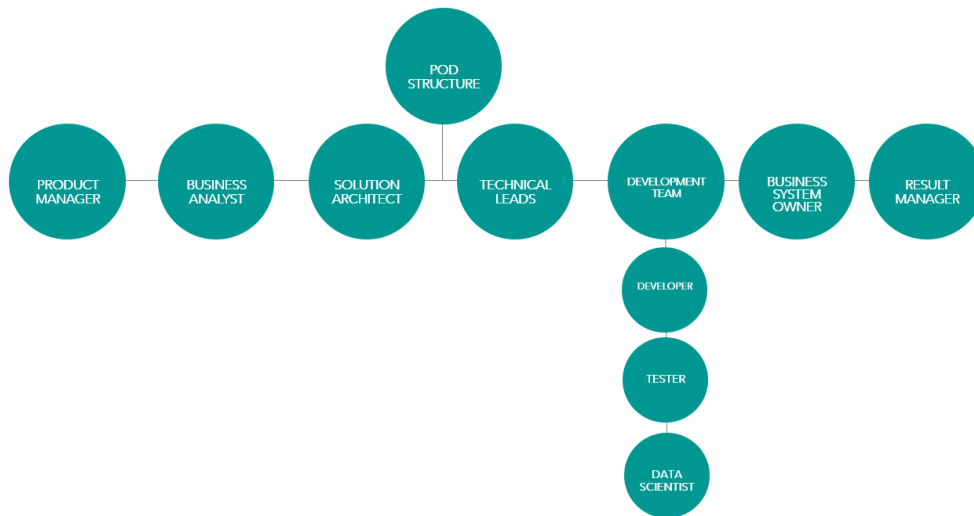 POD
STRUCTURE
PRODUCT
MANAGER
BUSINESS
ANALYST
SOLUTION
ARCHITECT
TECHNICAL
LEADS
DEVELOPMENT
TEAM
BUSINESS
SYSTEM
OWNER
RESULT
MANAGER
DEVELOPER
TESTER
DATA
SCIENTIST